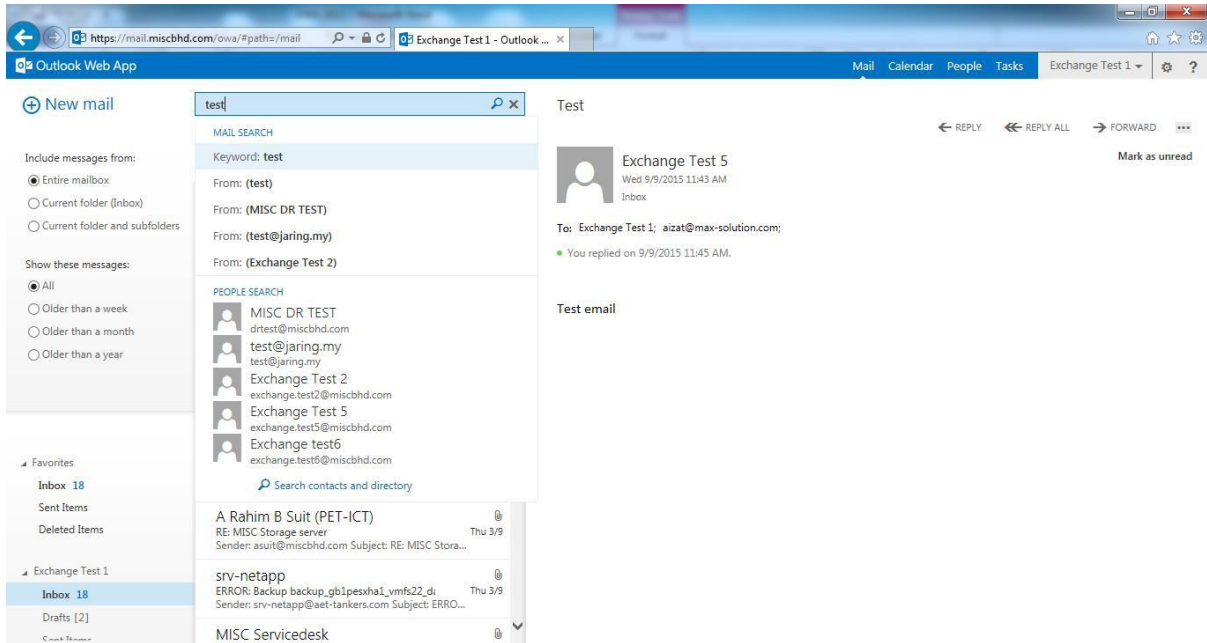 https://mail.miscbhd.com/owa/#path=/mail
Exchange Test 1 - Outlook ...
Outlook Web App
Mail Calendar People Tasks Exchange Test 1 ?
New mail
test
Include messages from:
Entire mailbox
Current folder (Inbox)
Current folder and subfolders
Show these messages:
All
Older than a week
Older than a month
Older than a year
Favorites
Inbox 18
Sent Items
Deleted Items
Exchange Test 1
Inbox 18
Drafts [2]
Sent Items
MAIL SEARCH
Keyword: test
From: (test)
From: (MISC DR TEST)
From: (test@jaring.my)
From: (Exchange Test 2)
PEOPLE SEARCH
MISC DR TEST
drtest@miscbhd.com
test@jaring.my
test@jaring.my
Exchange Test 2
exchange.test2@miscbhd.com
Exchange Test 5
exchange.test5@miscbhd.com
Exchange test6
exchange.test6@miscbhd.com
Search contacts and directory
A Rahim B Suit (PET-ICT)
RE: MISC Storage server Thu 3/9
Sender: asuit@miscbhd.com Subject: RE: MISC Stora...
srv-netapp
ERROR: Backup backup_gb1pesxha1_vmfs22_da Thu 3/9
Sender: srv-netapp@aet-tankers.com Subject: ERRO...
MISC Servicedesk
Test
REPLY REPLY ALL FORWARD ...
Mark as unread
Exchange Test 5
Wed 9/9/2015 11:43 AM
Inbox
To: Exchange Test 1; aizat@max-solution.com;
You replied on 9/9/2015 11:45 AM.
Test email